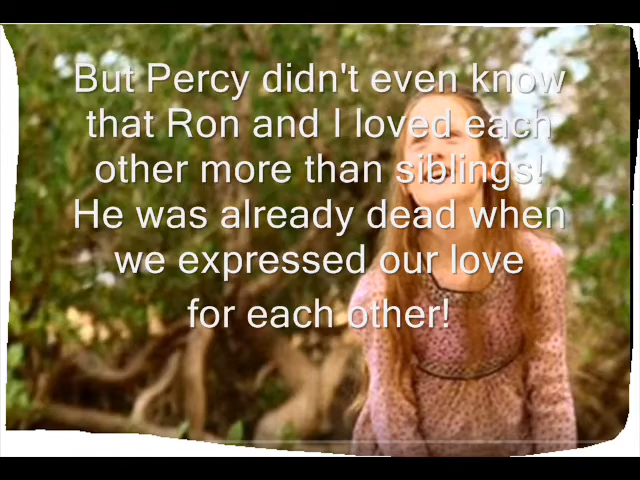 But Percy didn't even know
that Ron and I loved each
other more than siblings!
He was already dead when
we expressed our love
for each other!